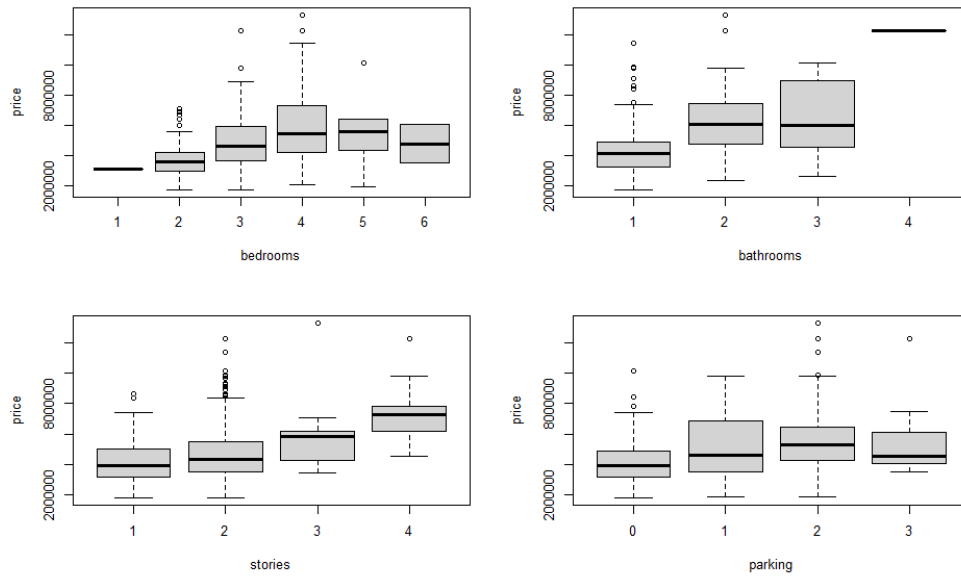 price
8000000
2000000
1 2 3 4 5 6
bedrooms
price
8000000
2000000
1 2 3 4
bathrooms
price
8000000
2000000
1 2 3 4
stories
price
8000000
2000000
0 1 2 3
parking